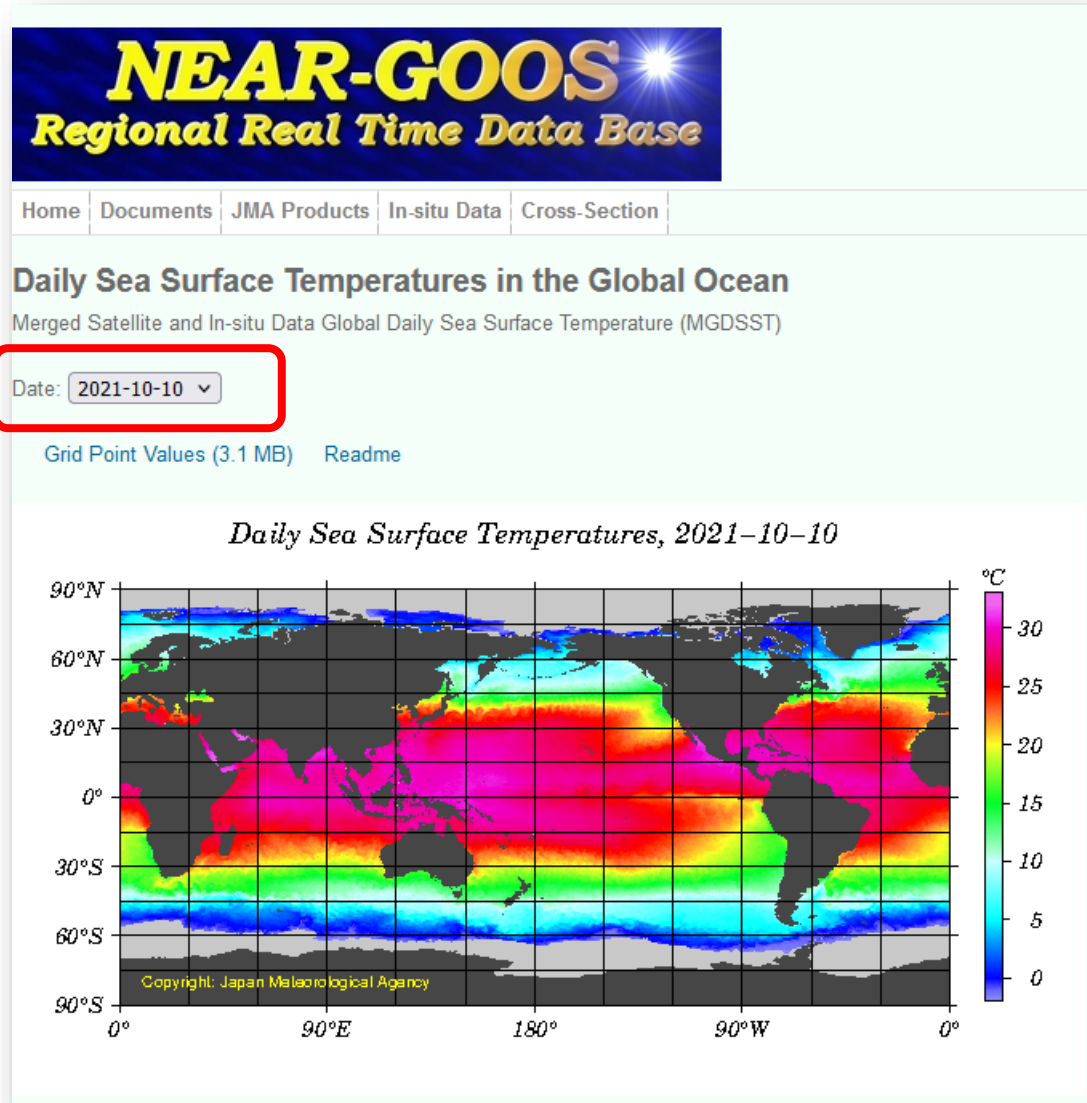 NEAR-GOOS
Regional Real Time Data Base
Home Documents JMA Products In-situ Data Cross-Section
Daily Sea Surface Temperatures in the Global Ocean
Merged Satellite and In-situ Data Global Daily Sea Surface Temperature (MGDSST)
Date: 2021-10-10
Grid Point Values (3.1 MB) Readme
Daily Sea Surface Temperatures, 2021-10-10
°C
90°N
60°N
30°N
0°
30°S
60°S
90°S
30
25
20
15
10
5
0
Copyright: Japan Meteorological Agency
0° 90°E 180° 90°W 0°